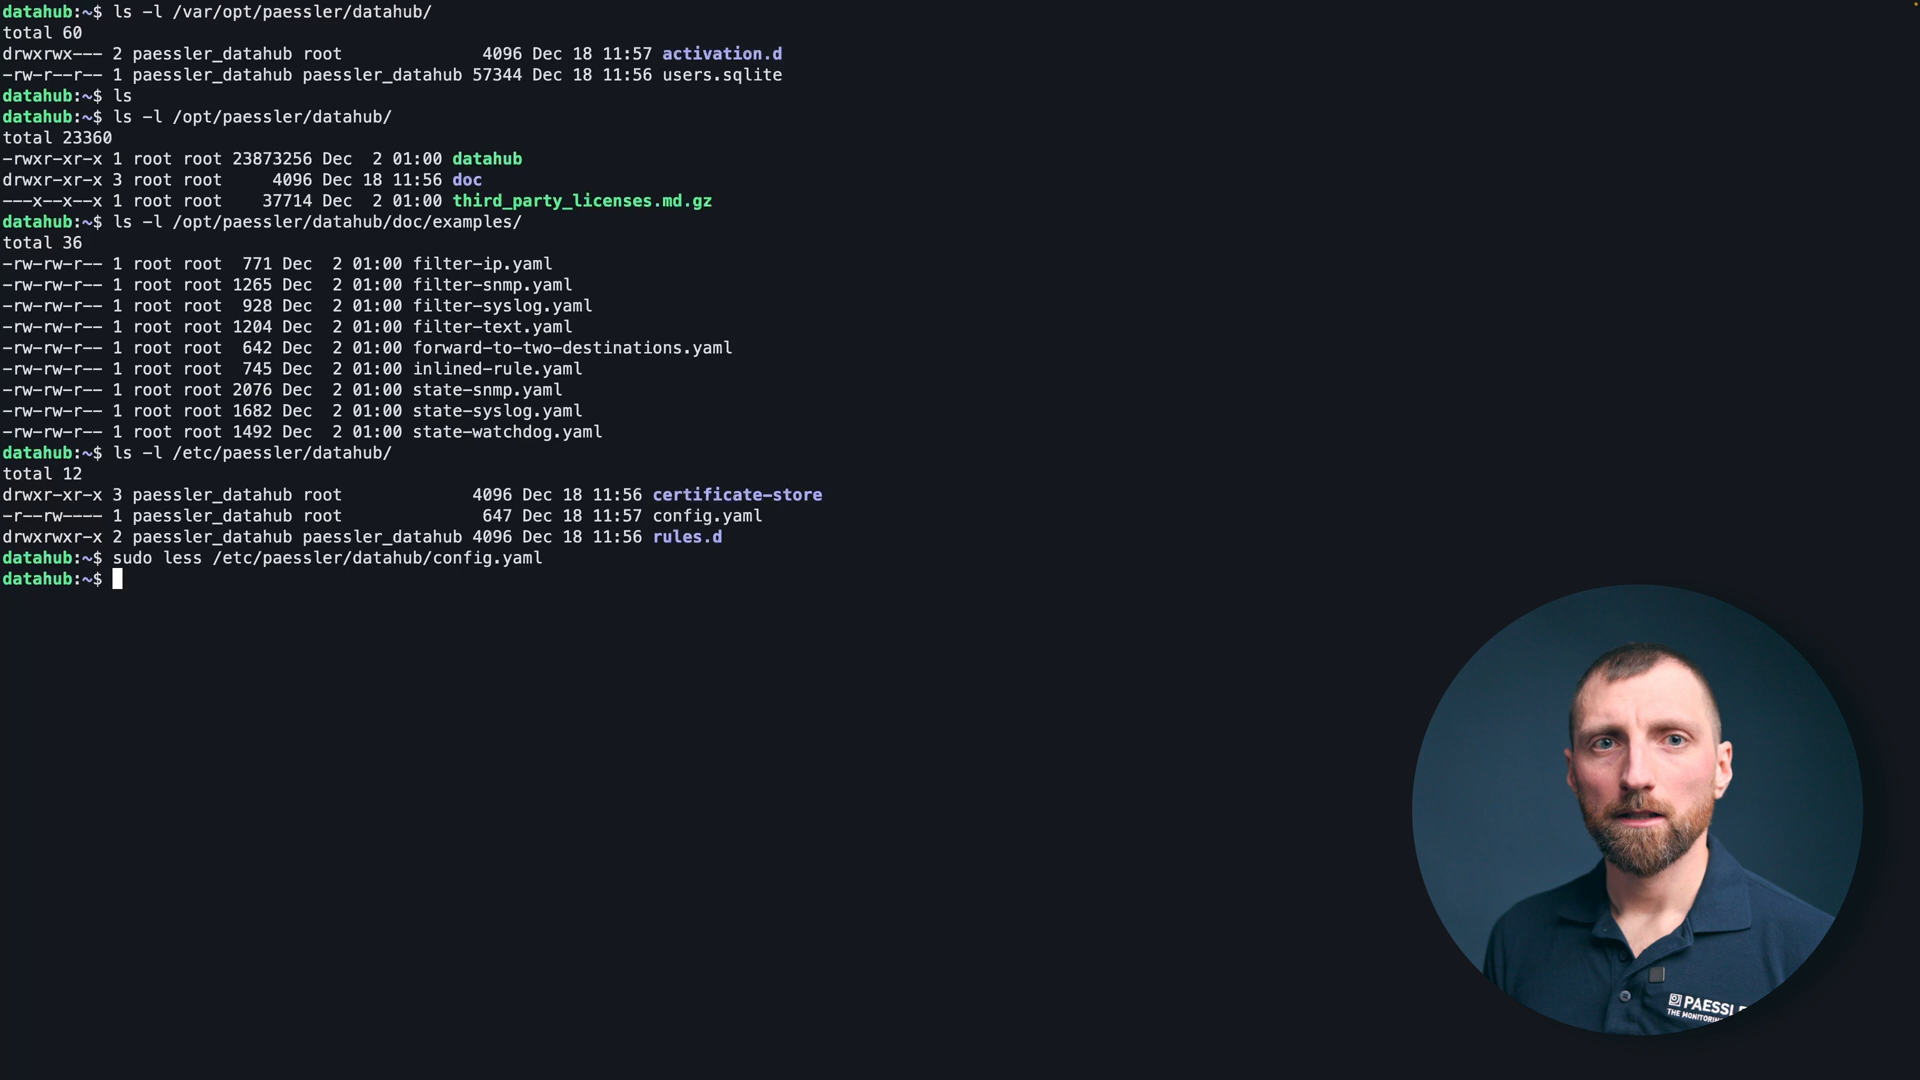 datahub:~$ ls -l /var/opt/paessler/datahub/
total 60
drwxrwx--- 2 paessler_datahub root              4096 Dec 18 11:57 activation.d
-rw-r--r-- 1 paessler_datahub paessler_datahub 57344 Dec 18 11:56 users.sqlite
datahub:~$ ls
datahub:~$ ls -l /opt/paessler/datahub/
total 23360
-rwxr-xr-x 1 root root 23873256 Dec  2 01:00 datahub
drwxr-xr-x 3 root root     4096 Dec 18 11:56 doc
---x--x--x 1 root root    37714 Dec  2 01:00 third_party_licenses.md.gz
datahub:~$ ls -l /opt/paessler/datahub/doc/examples/
total 36
-rw-rw-r-- 1 root root  771 Dec  2 01:00 filter-ip.yaml
-rw-rw-r-- 1 root root 1265 Dec  2 01:00 filter-snmp.yaml
-rw-rw-r-- 1 root root  928 Dec  2 01:00 filter-syslog.yaml
-rw-rw-r-- 1 root root 1204 Dec  2 01:00 filter-text.yaml
-rw-rw-r-- 1 root root  642 Dec  2 01:00 forward-to-two-destinations.yaml
-rw-rw-r-- 1 root root  745 Dec  2 01:00 inlined-rule.yaml
-rw-rw-r-- 1 root root 2076 Dec  2 01:00 state-snmp.yaml
-rw-rw-r-- 1 root root 1682 Dec  2 01:00 state-syslog.yaml
-rw-rw-r-- 1 root root 1492 Dec  2 01:00 state-watchdog.yaml
datahub:~$ ls -l /etc/paessler/datahub/
total 12
drwxr-xr-x 3 paessler_datahub root             4096 Dec 18 11:56 certificate-store
-r--rw---- 1 paessler_datahub root              647 Dec 18 11:57 config.yaml
drwxrwxr-x 2 paessler_datahub paessler_datahub 4096 Dec 18 11:56 rules.d
datahub:~$ sudo less /etc/paessler/datahub/config.yaml
datahub:~$
PAESSLE
THE MONITORIN